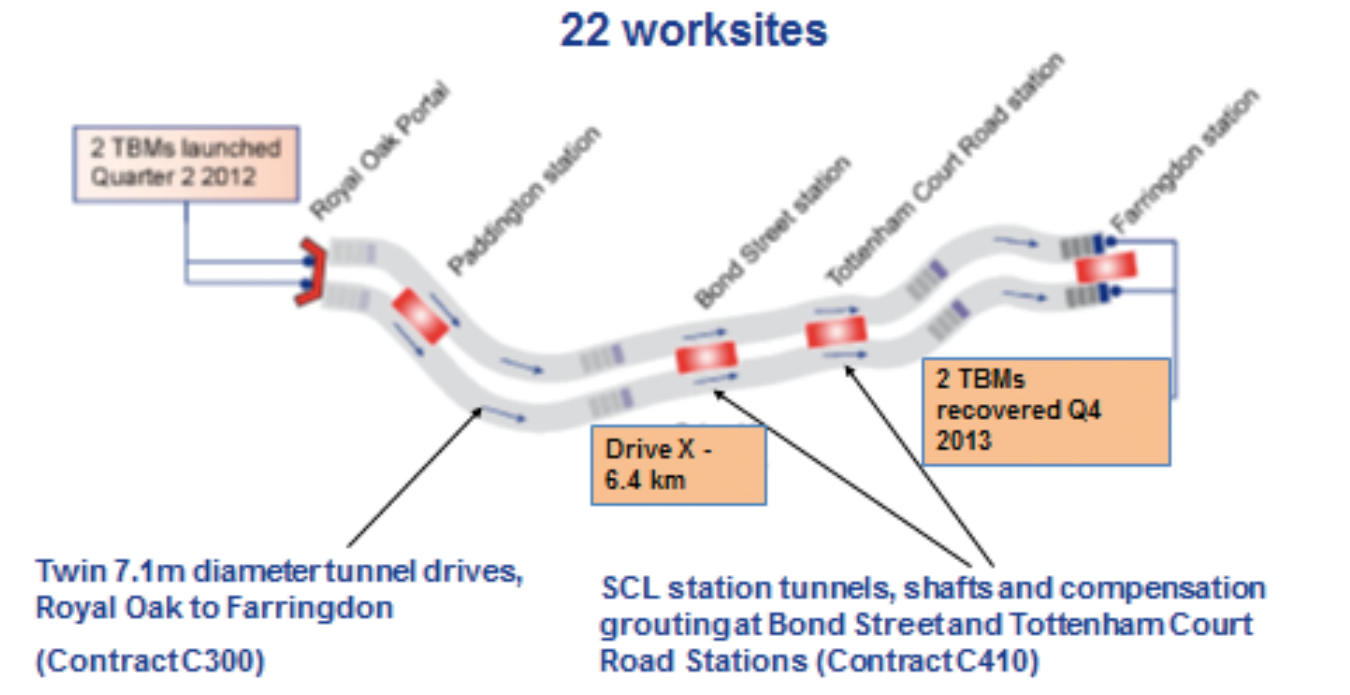 22 worksites
2 TBMs launched
Quarter 2 2012
Royal Oak Portal
Paddington station
Bond Street station
Tottenham Court Road station
Farringdon station
2 TBMs
recovered Q4
2013
Drive X -
6.4 km
Twin 7.1m diameter tunnel drives,
Royal Oak to Farringdon
(Contract C300)
SCL station tunnels, shafts and compensation
grouting at Bond Street and Tottenham Court
Road Stations (Contract C410)